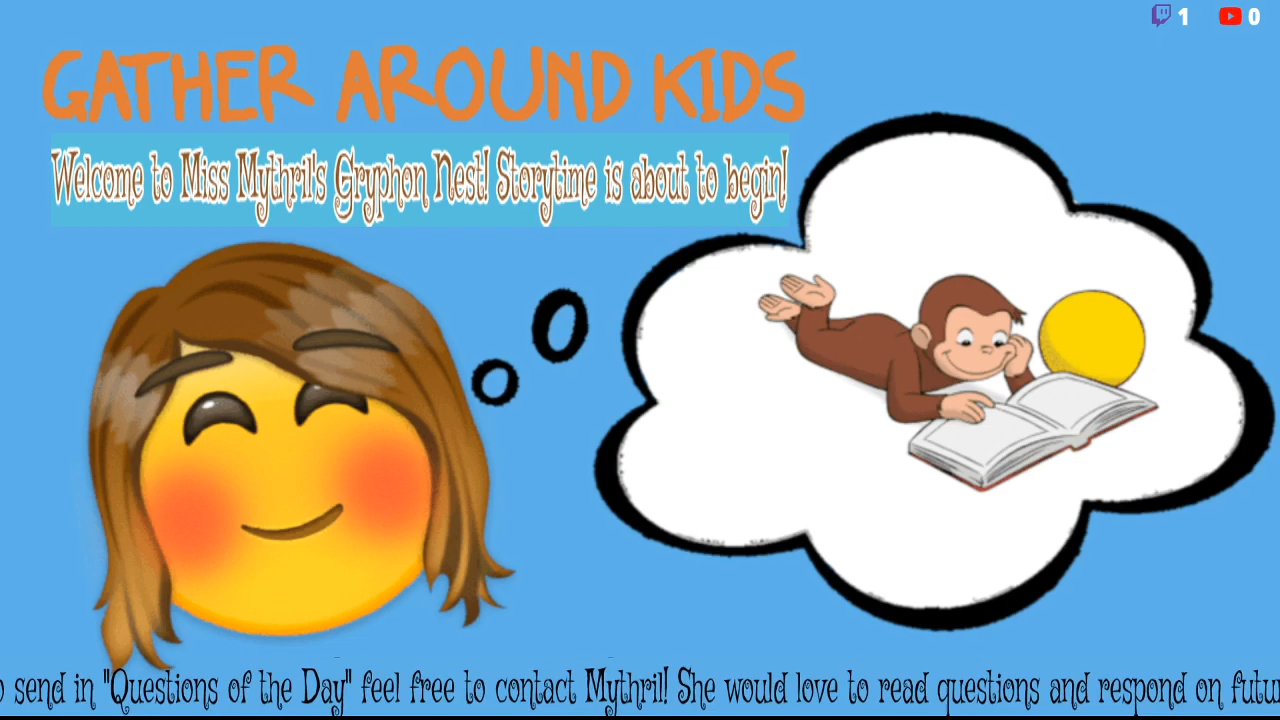 1 0
GATHER AROUND KIDS
Welcome to Miss Mythril's Gryphon Nest! Storytime is about to begin!
send in "Questions of the Day" feel free to contact Mythril! She would love to read questions and respond on